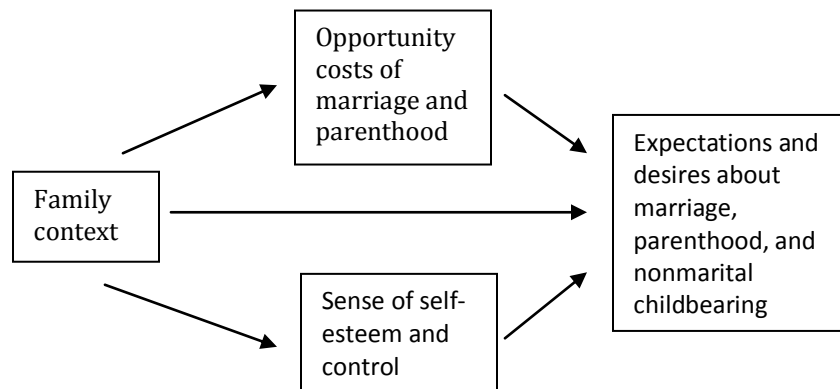 Opportunity
costs of
marriage and
parenthood
Family
context
Expectations and
desires about
marriage,
parenthood, and
nonmarital
childbearing
Sense of self-
esteem and
control